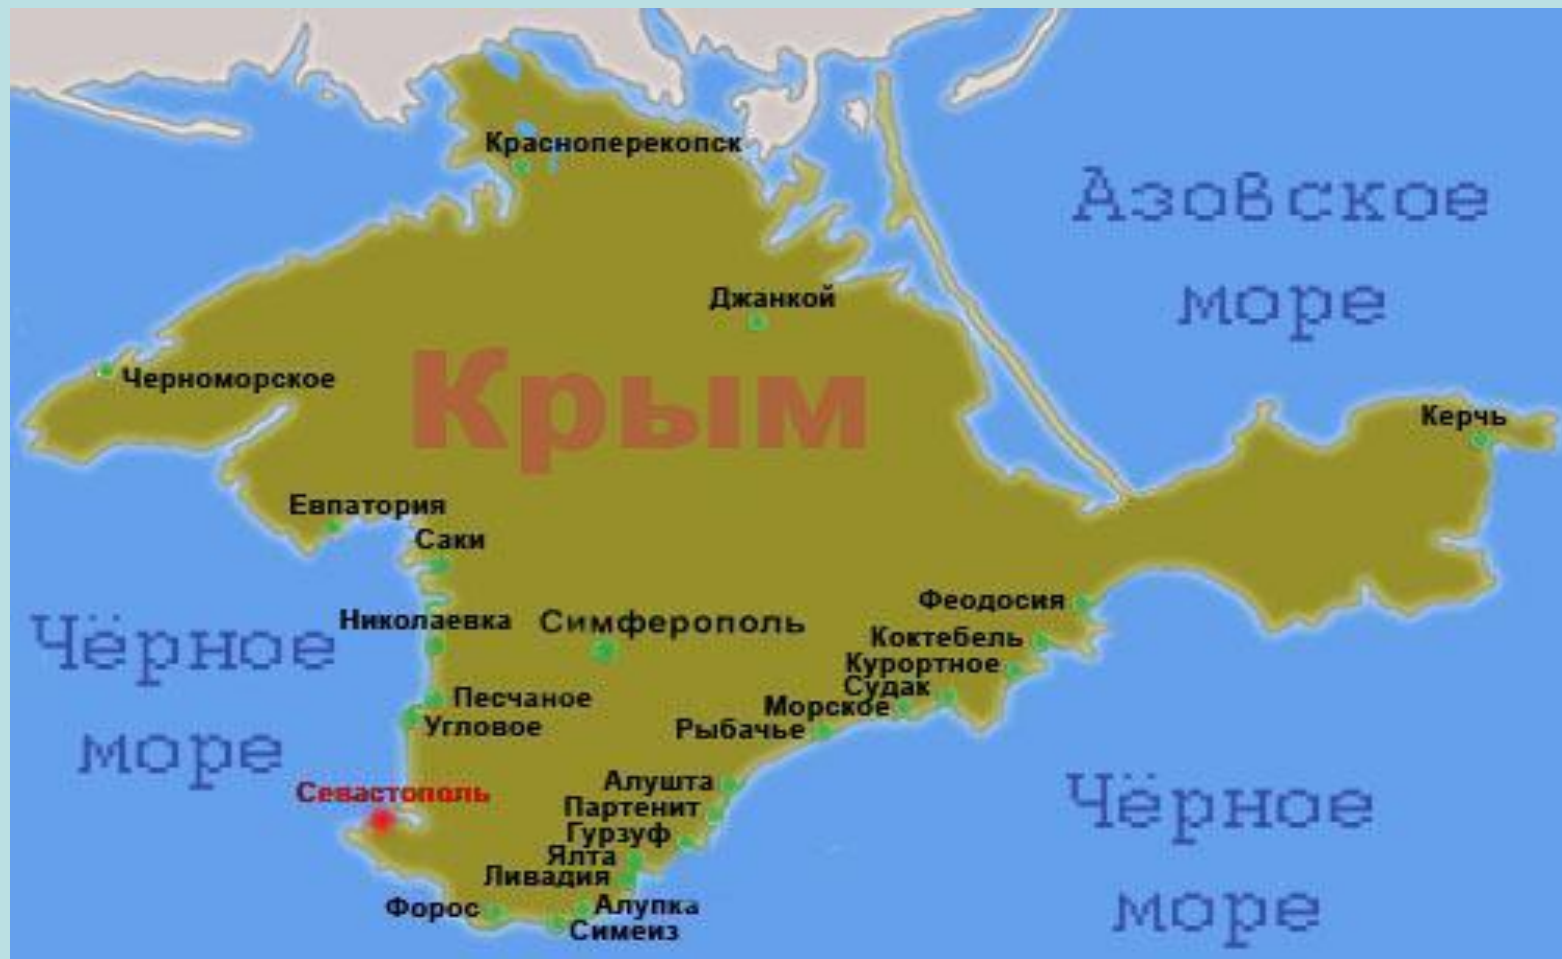 Красноперекопск
Азовское
море
Джанкой
Крым
Черноморское
Керчь
Евпатория
Саки
Феодосия
Николаевка
Симферополь
Чёрное
море
Коктебель
Курортное
Судак
Песчаное
Морское
Угловое
Рыбачье
Алушта
Севастополь
Партенит
Чёрное
море
Гурзуф
Ялта
Ливадия
Форос
Алупка
Симеиз